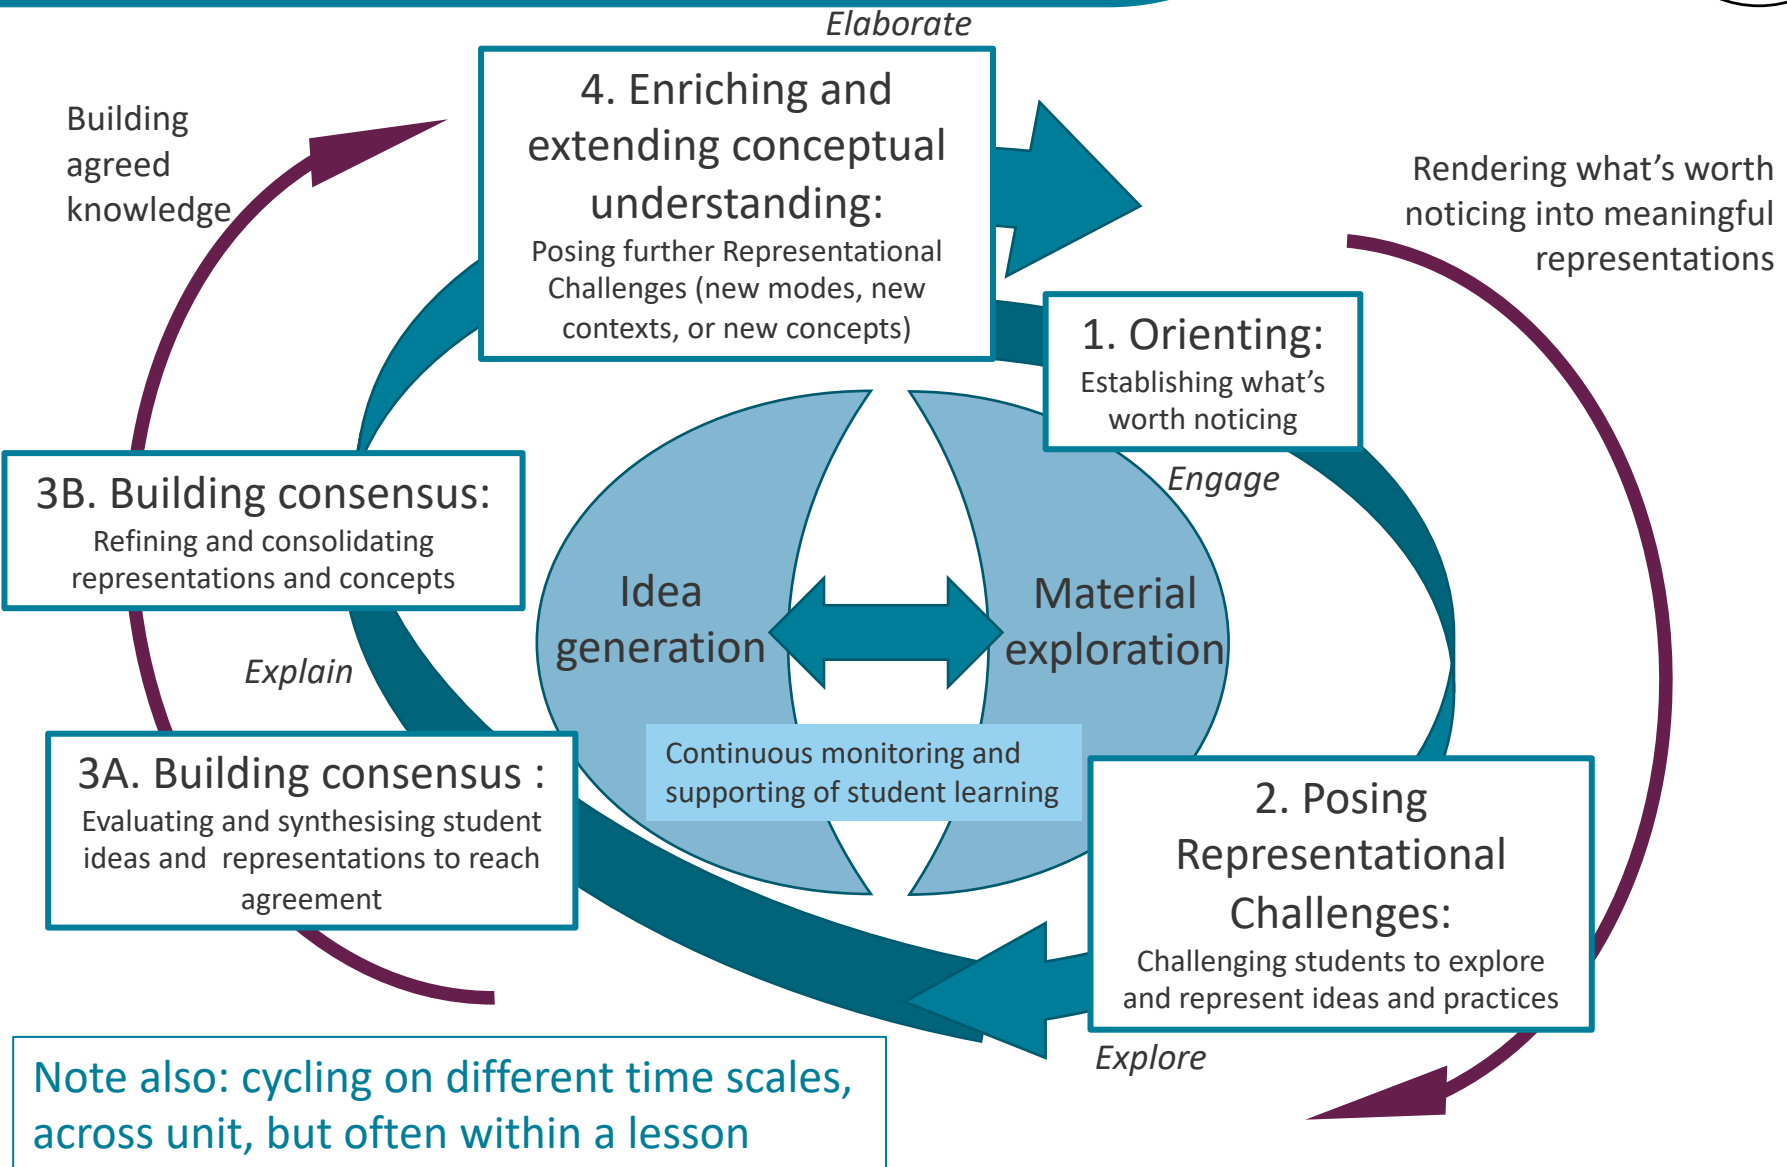 Elaborate
4. Enriching and
extending conceptual
understanding:
Posing further Representational
Challenges (new modes, new
contexts, or new concepts)
Building
agreed
knowledge
Rendering what's worth
noticing into meaningful
representations
1. Orienting:
Establishing what's
worth noticing
Engage
3B. Building consensus:
Refining and consolidating
representations and concepts
Idea
generation
Material
exploration
Explain
Continuous monitoring and
supporting of student learning
3A. Building consensus :
Evaluating and synthesising student
ideas and representations to reach
agreement
2. Posing
Representational
Challenges:
Challenging students to explore
and represent ideas and practices
Explore
Note also: cycling on different time scales,
across unit, but often within a lesson